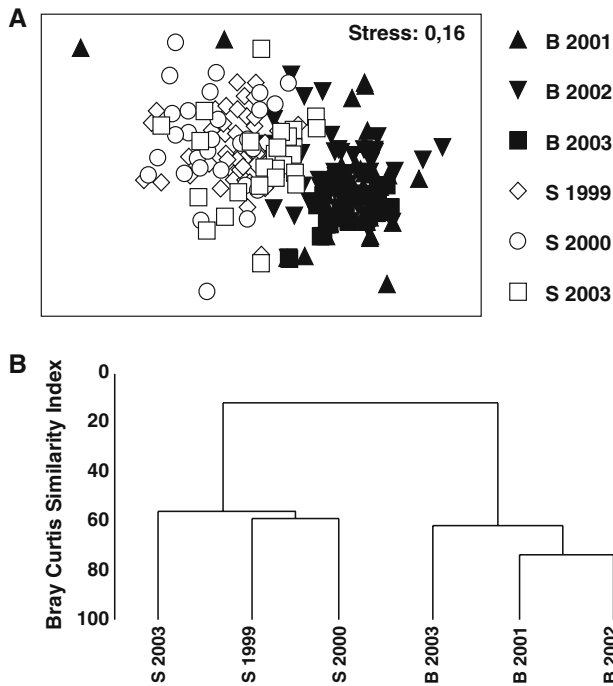 A
Stress: 0,16
B 2001
B 2002
B 2003
S 1999
S 2000
S 2003
B
Bray Curtis Similarity Index
0
20
40
60
80
100
S 2003
S 1999
S 2000
B 2003
B 2001
B 2002